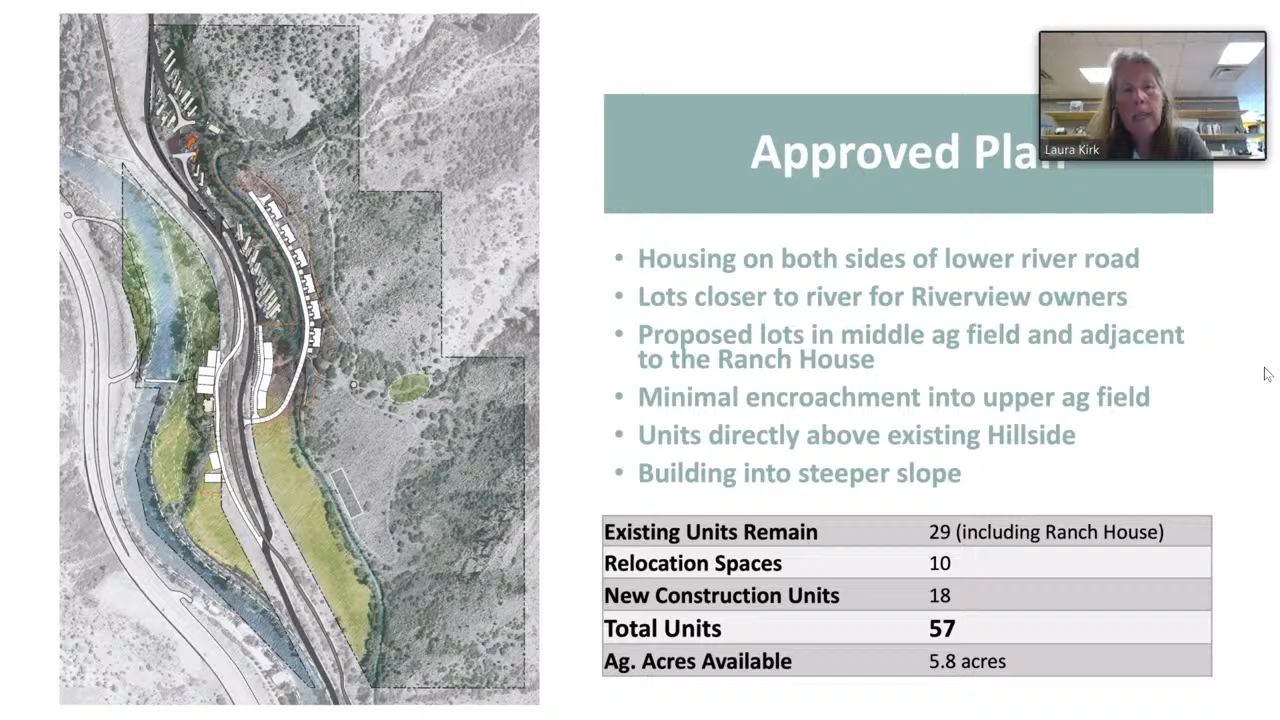 Approved Plan
Laura Kirk
• Housing on both sides of lower river road
• Lots closer to river for Riverview owners
• Proposed lots in middle ag field and adjacent
to the Ranch House
• Minimal encroachment into upper ag field
• Units directly above existing Hillside
• Building into steeper slope
Existing Units Remain 29 (including Ranch House)
Relocation Spaces 10
New Construction Units 18
Total Units 57
Ag. Acres Available 5.8 acres